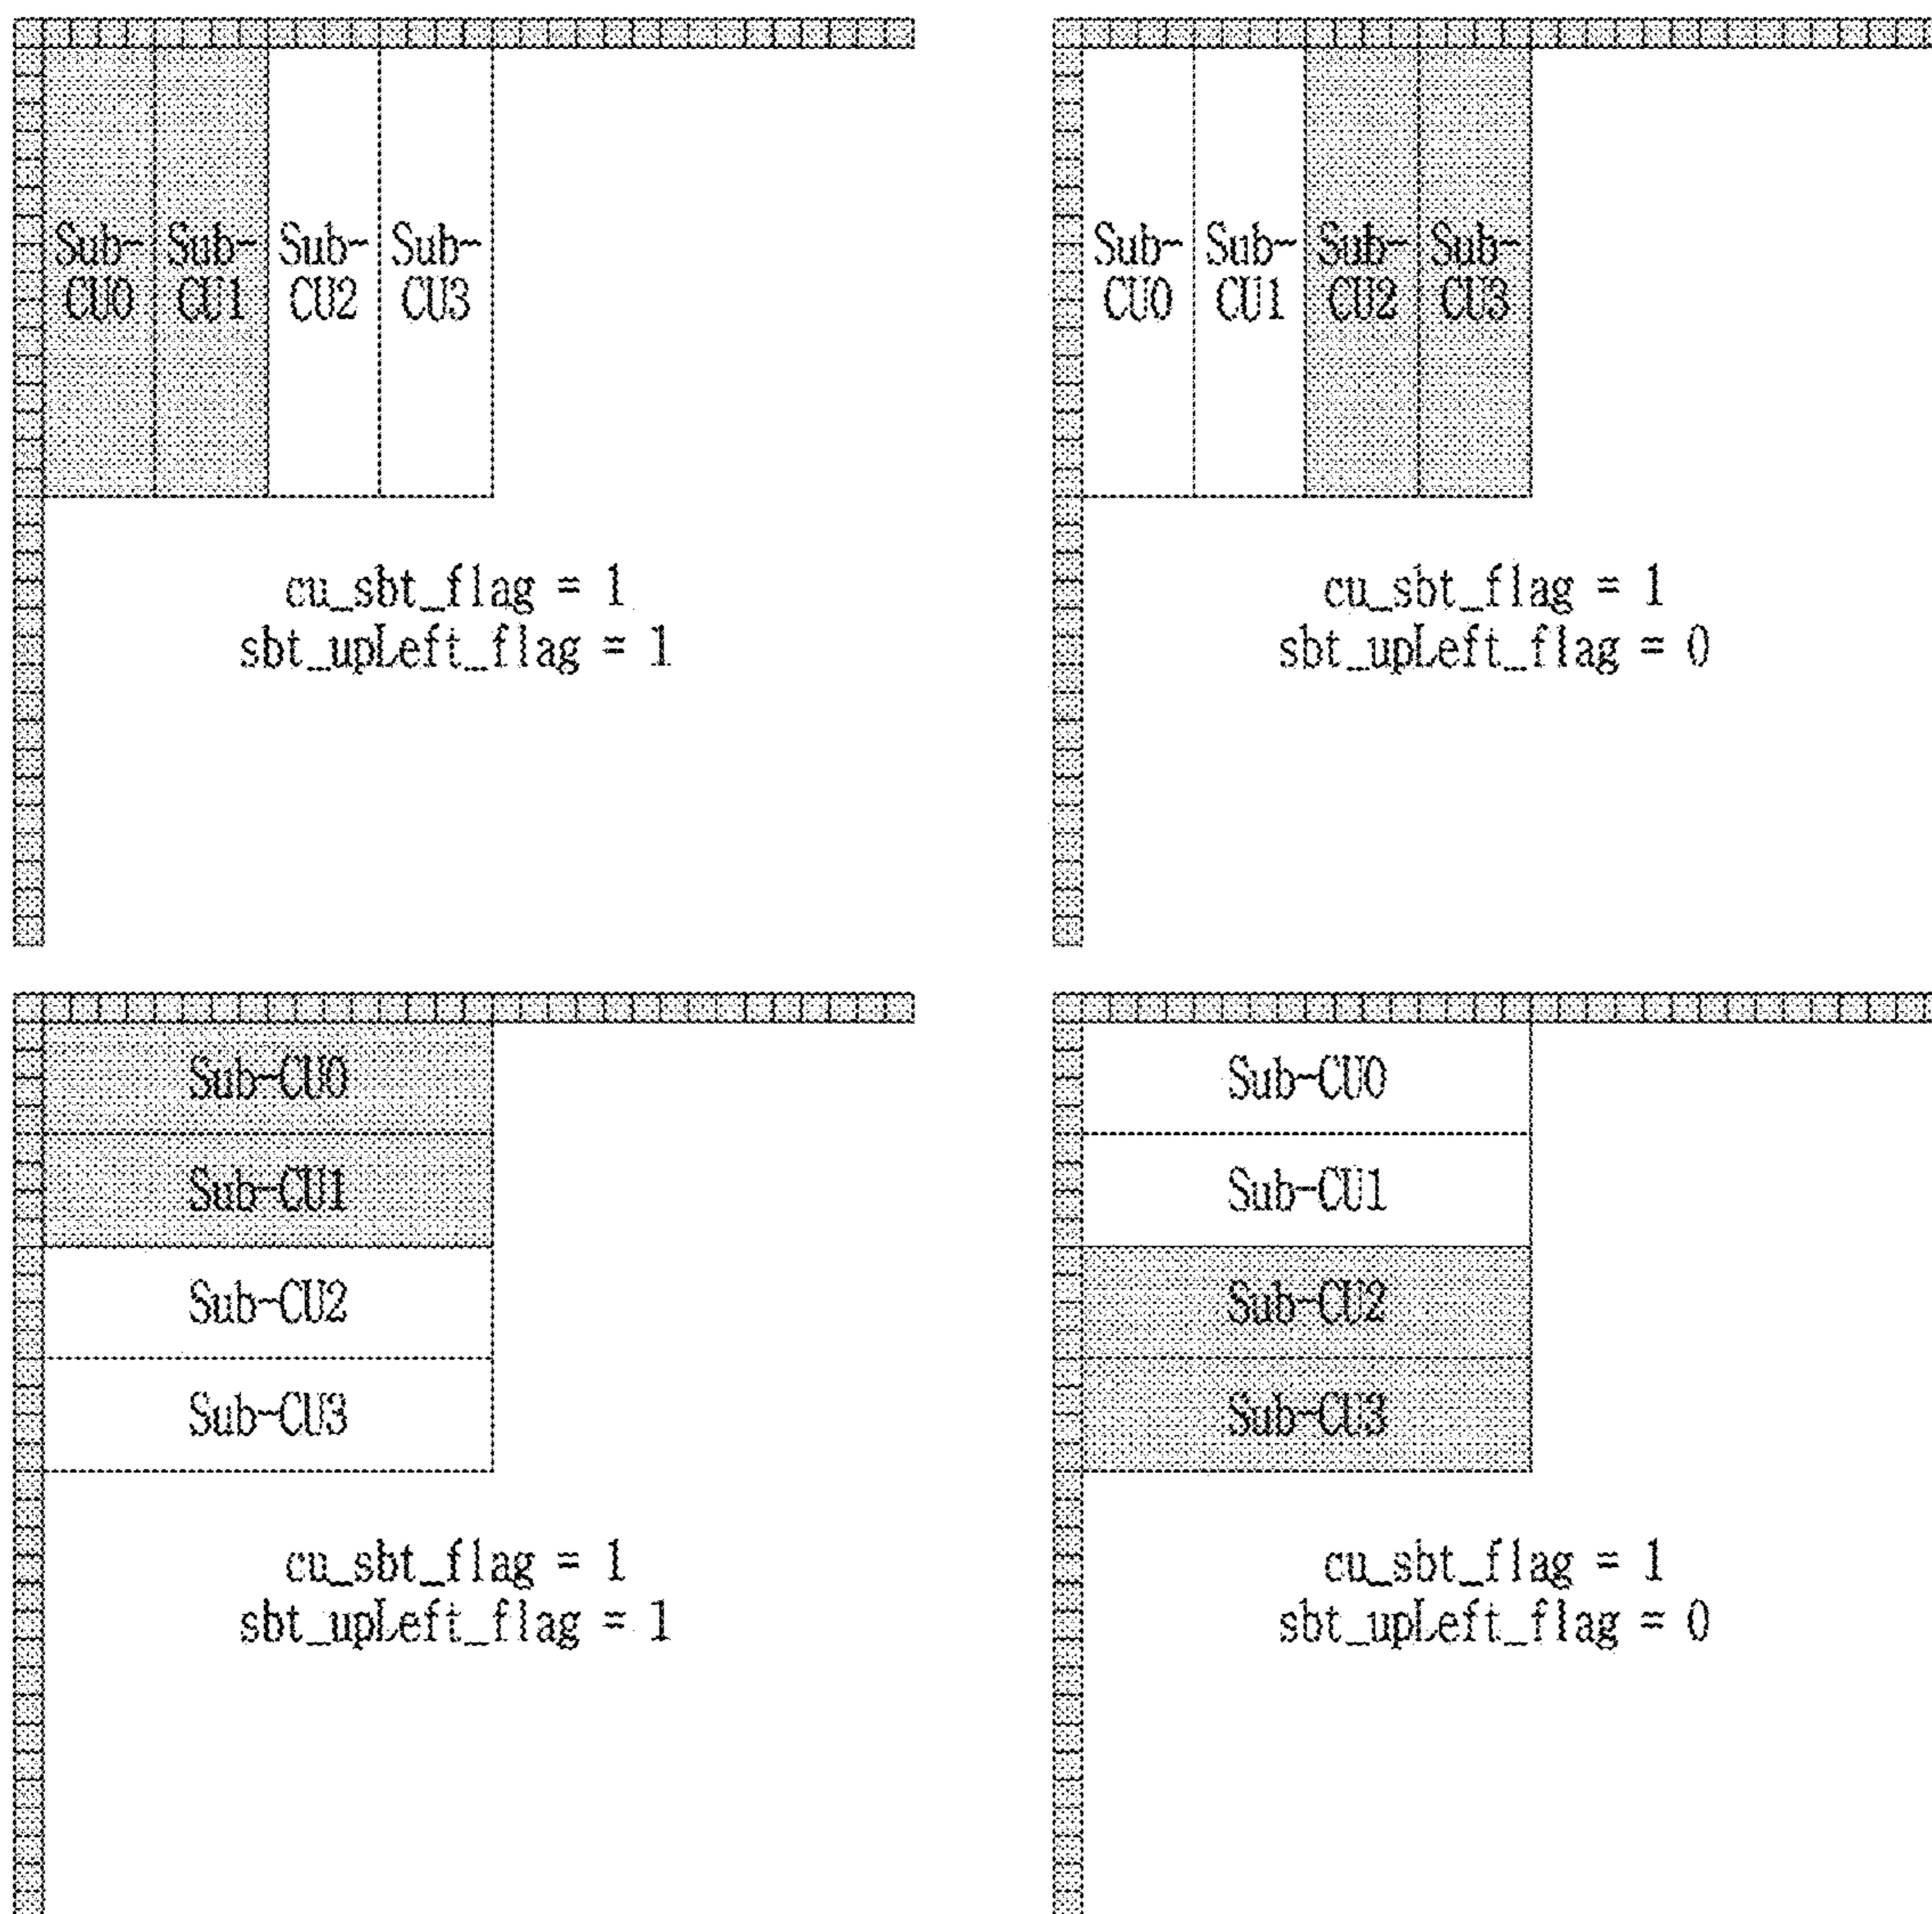 Sub- Sub- Sub- Sub-
CU0 CU1 CU2 CU3
cu_sbt_flag = 1
sbt_upLeft_flag = 1
Sub- Sub- Sub- Sub-
CU0 CU1 CU2 CU3
cu_sbt_flag = 1
sbt_upLeft_flag = 0
Sub-CU0
Sub-CU1
Sub-CU2
Sub-CU3
cu_sbt_flag = 1
sbt_upLeft_flag = 1
Sub-CU0
Sub-CU1
Sub-CU2
Sub-CU3
cu_sbt_flag = 1
sbt_upLeft_flag = 0